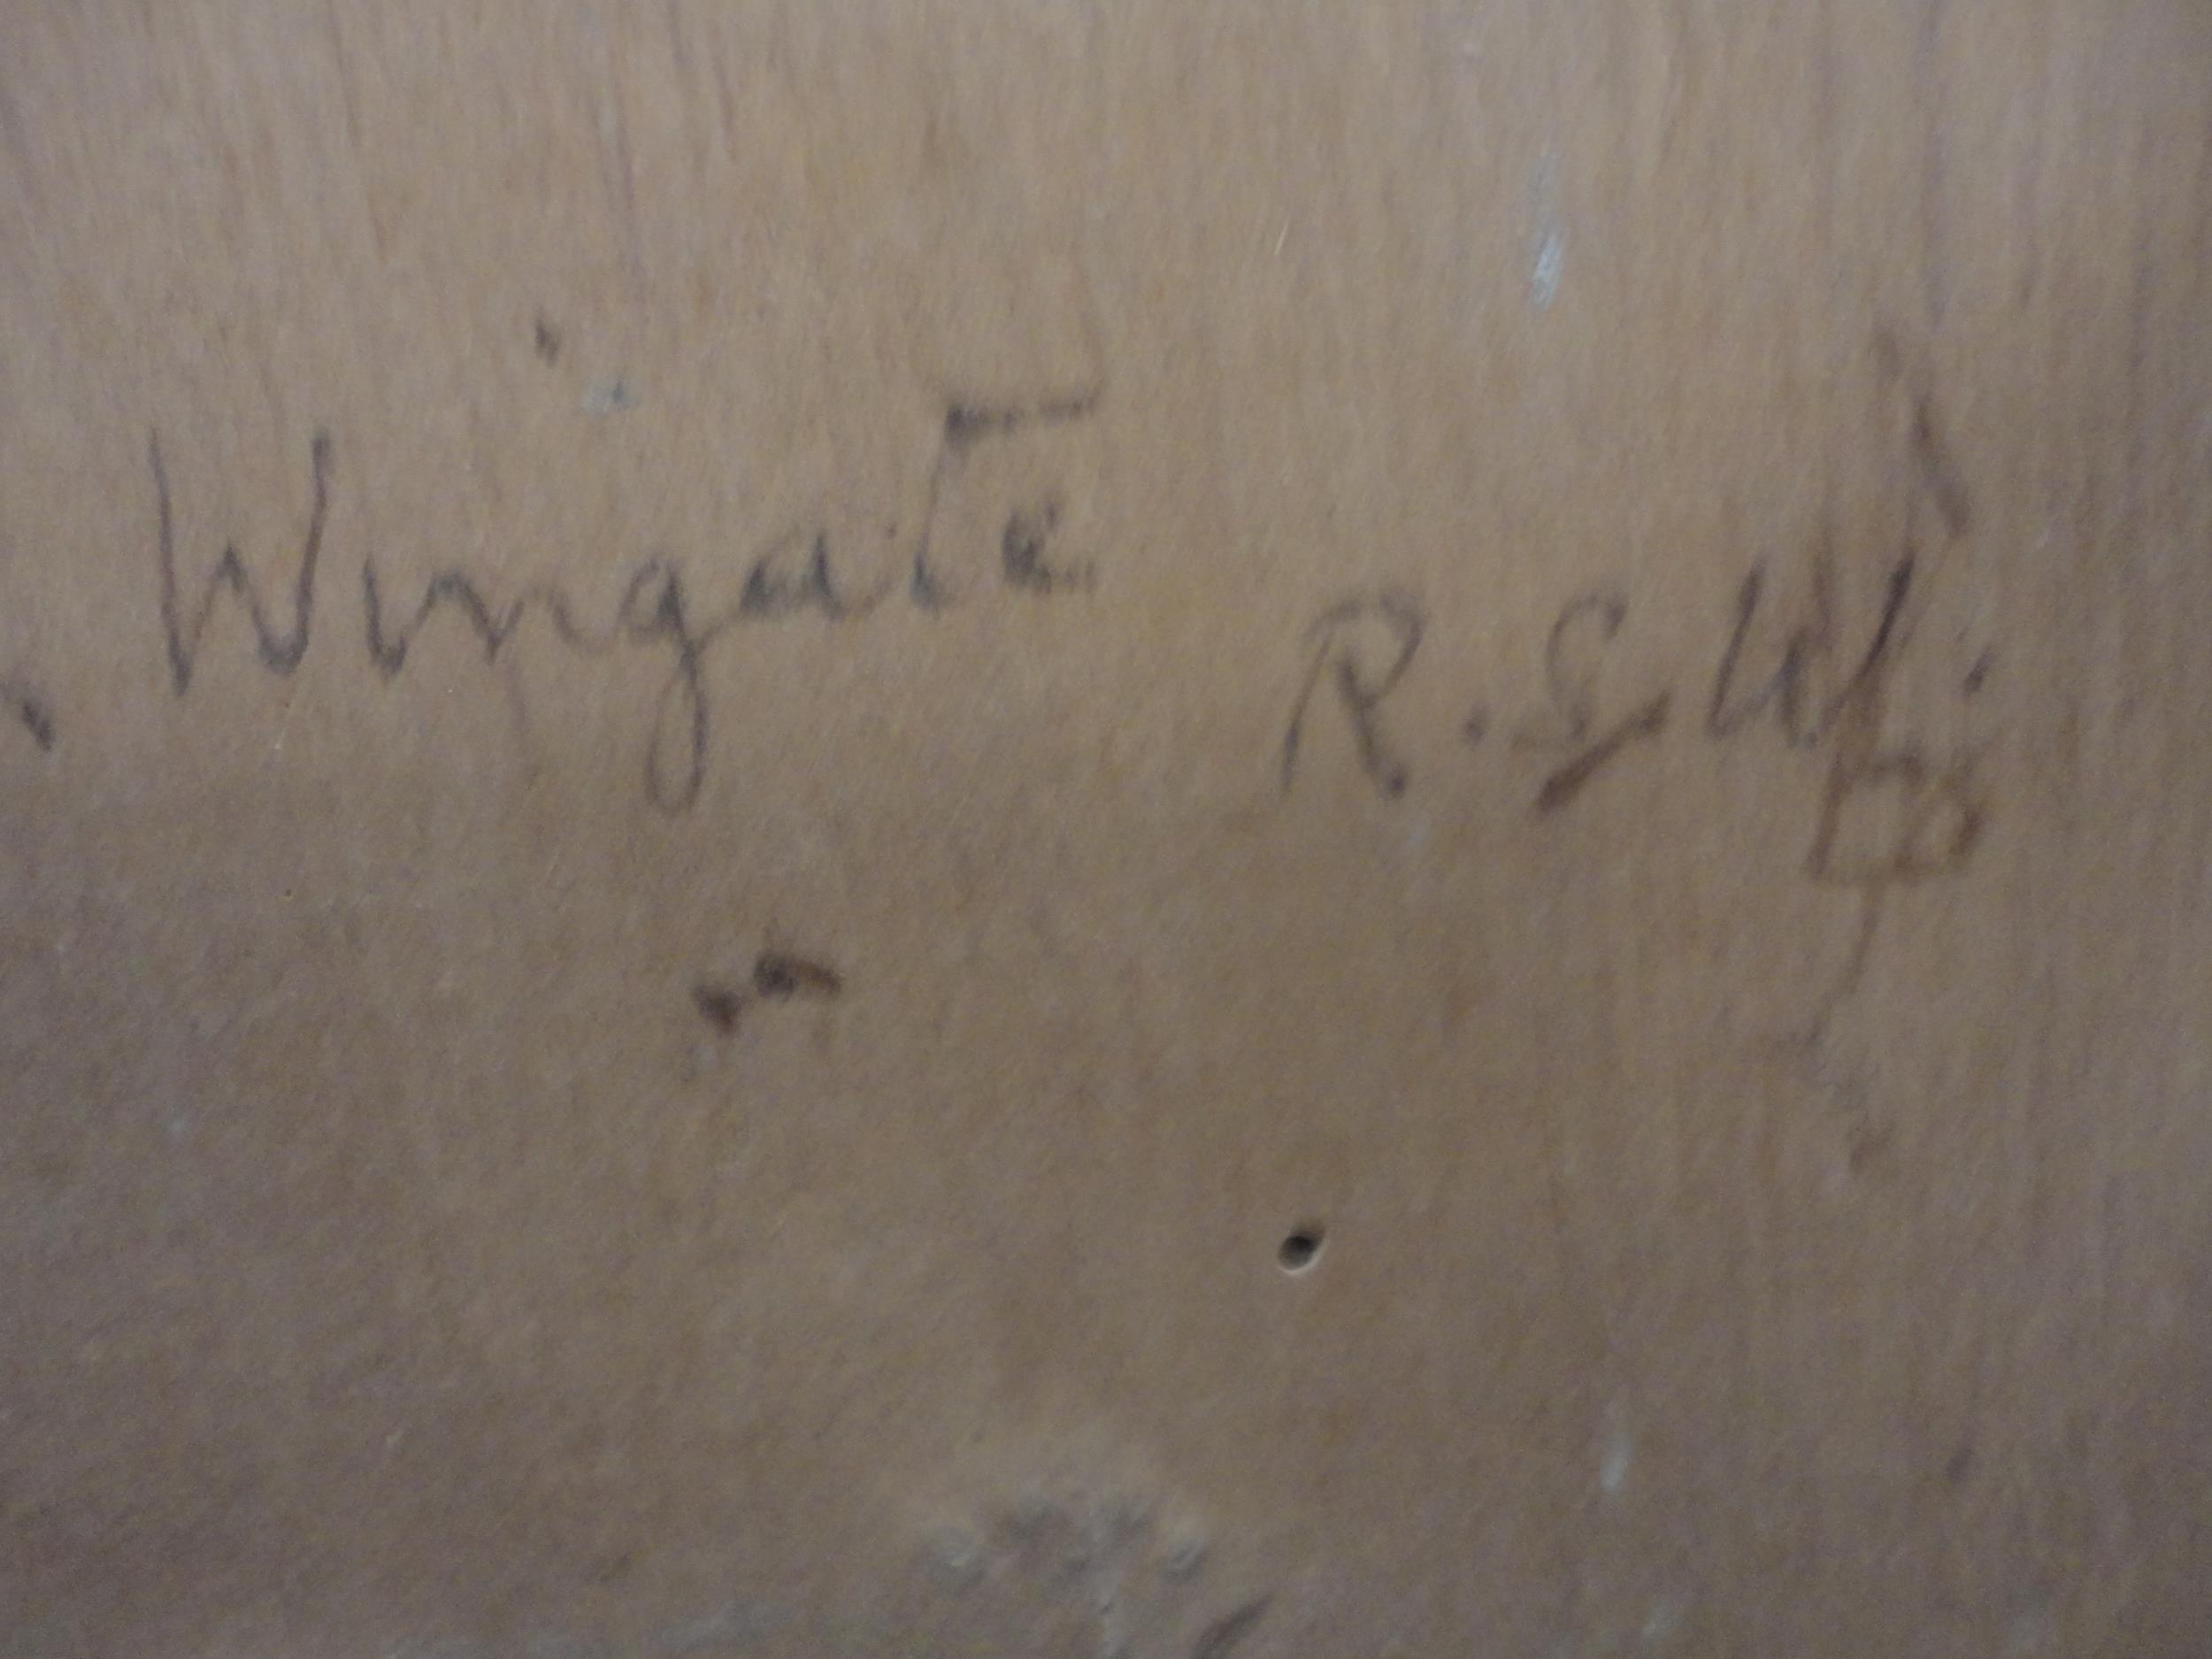 . Wingate R.S.W.